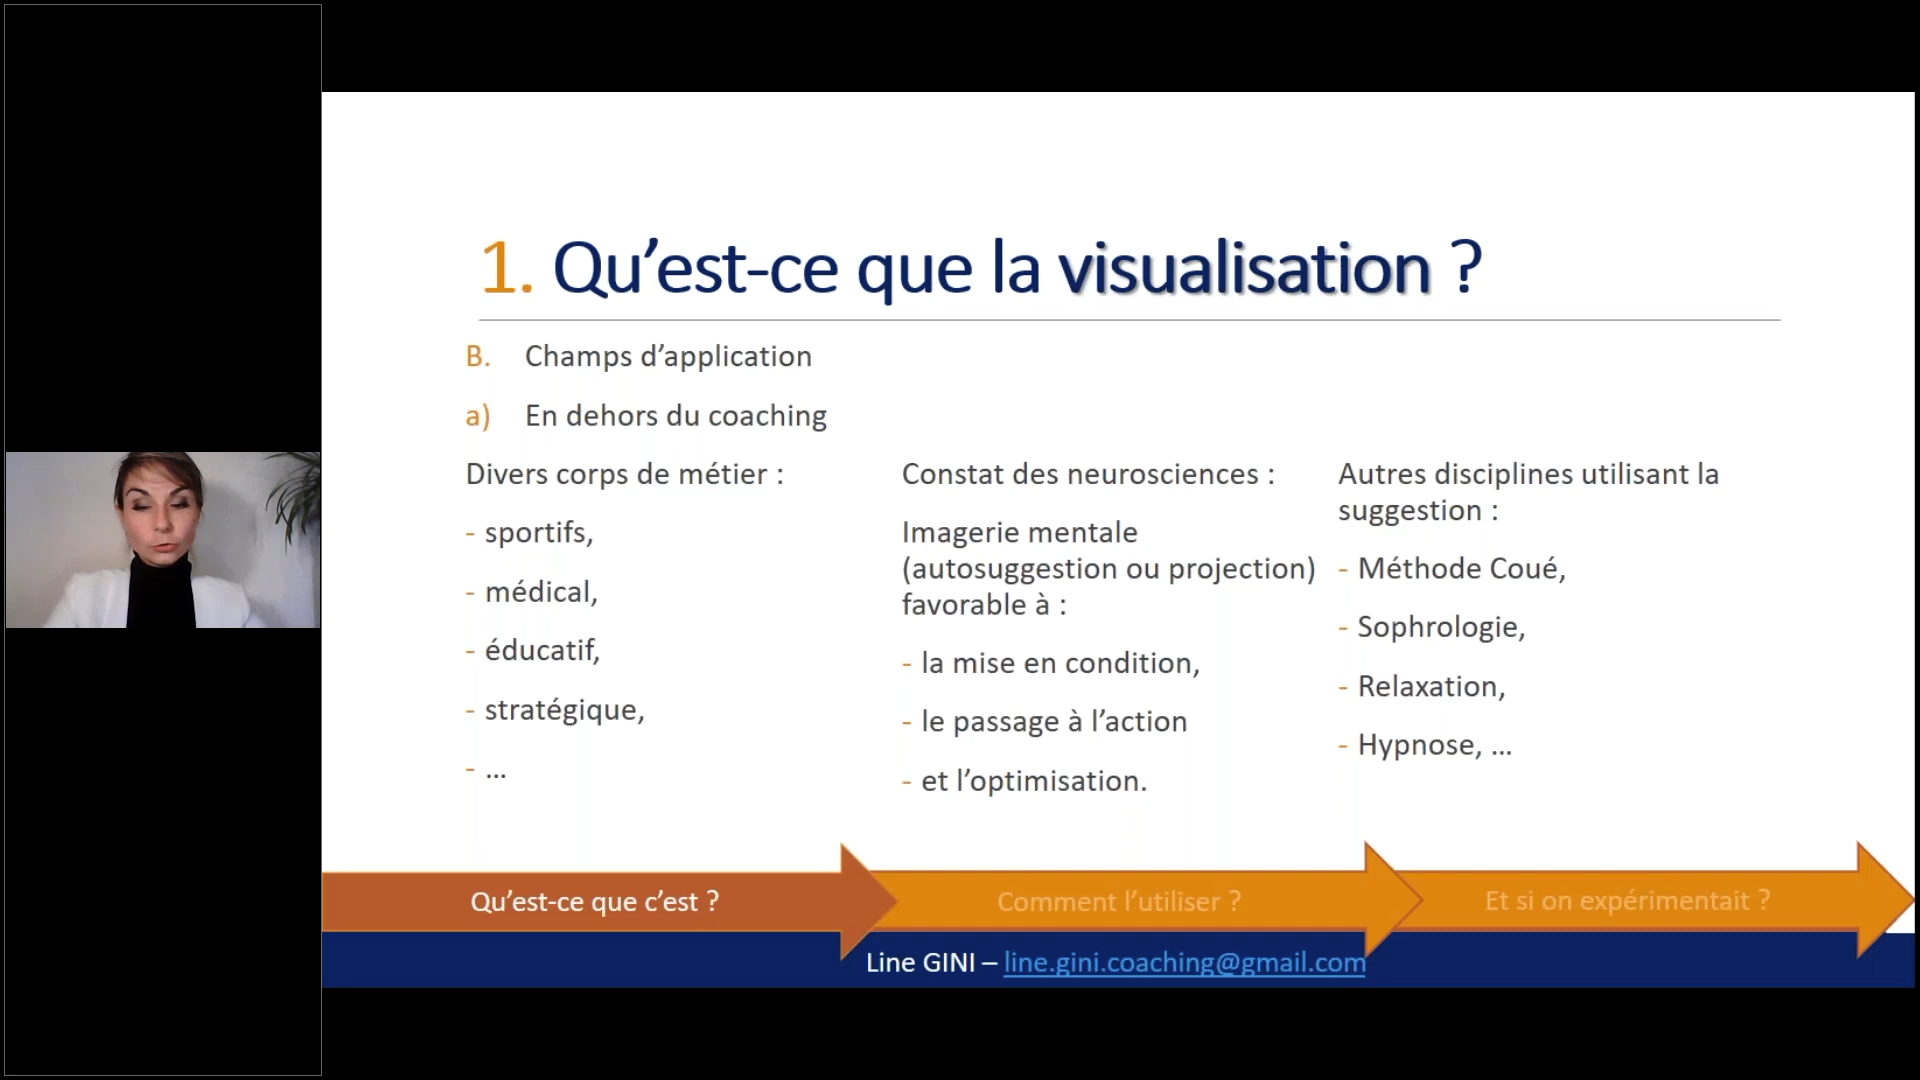 1. Qu’est-ce que la visualisation ?
B. Champs d’application
a) En dehors du coaching
Divers corps de métier :
- sportifs,
- médical,
- éducatif,
- stratégique,
- ...
Constat des neurosciences :
Imagerie mentale
(autosuggestion ou projection)
favorable à :
- la mise en condition,
- le passage à l’action
- et l’optimisation.
Autres disciplines utilisant la
suggestion :
- Méthode Coué,
- Sophrologie,
- Relaxation,
- Hypnose, ...
Qu’est-ce que c’est ?
Comment l’utiliser ?
Et si on expérimentait ?
Line GINI – line.gini.coaching@gmail.com